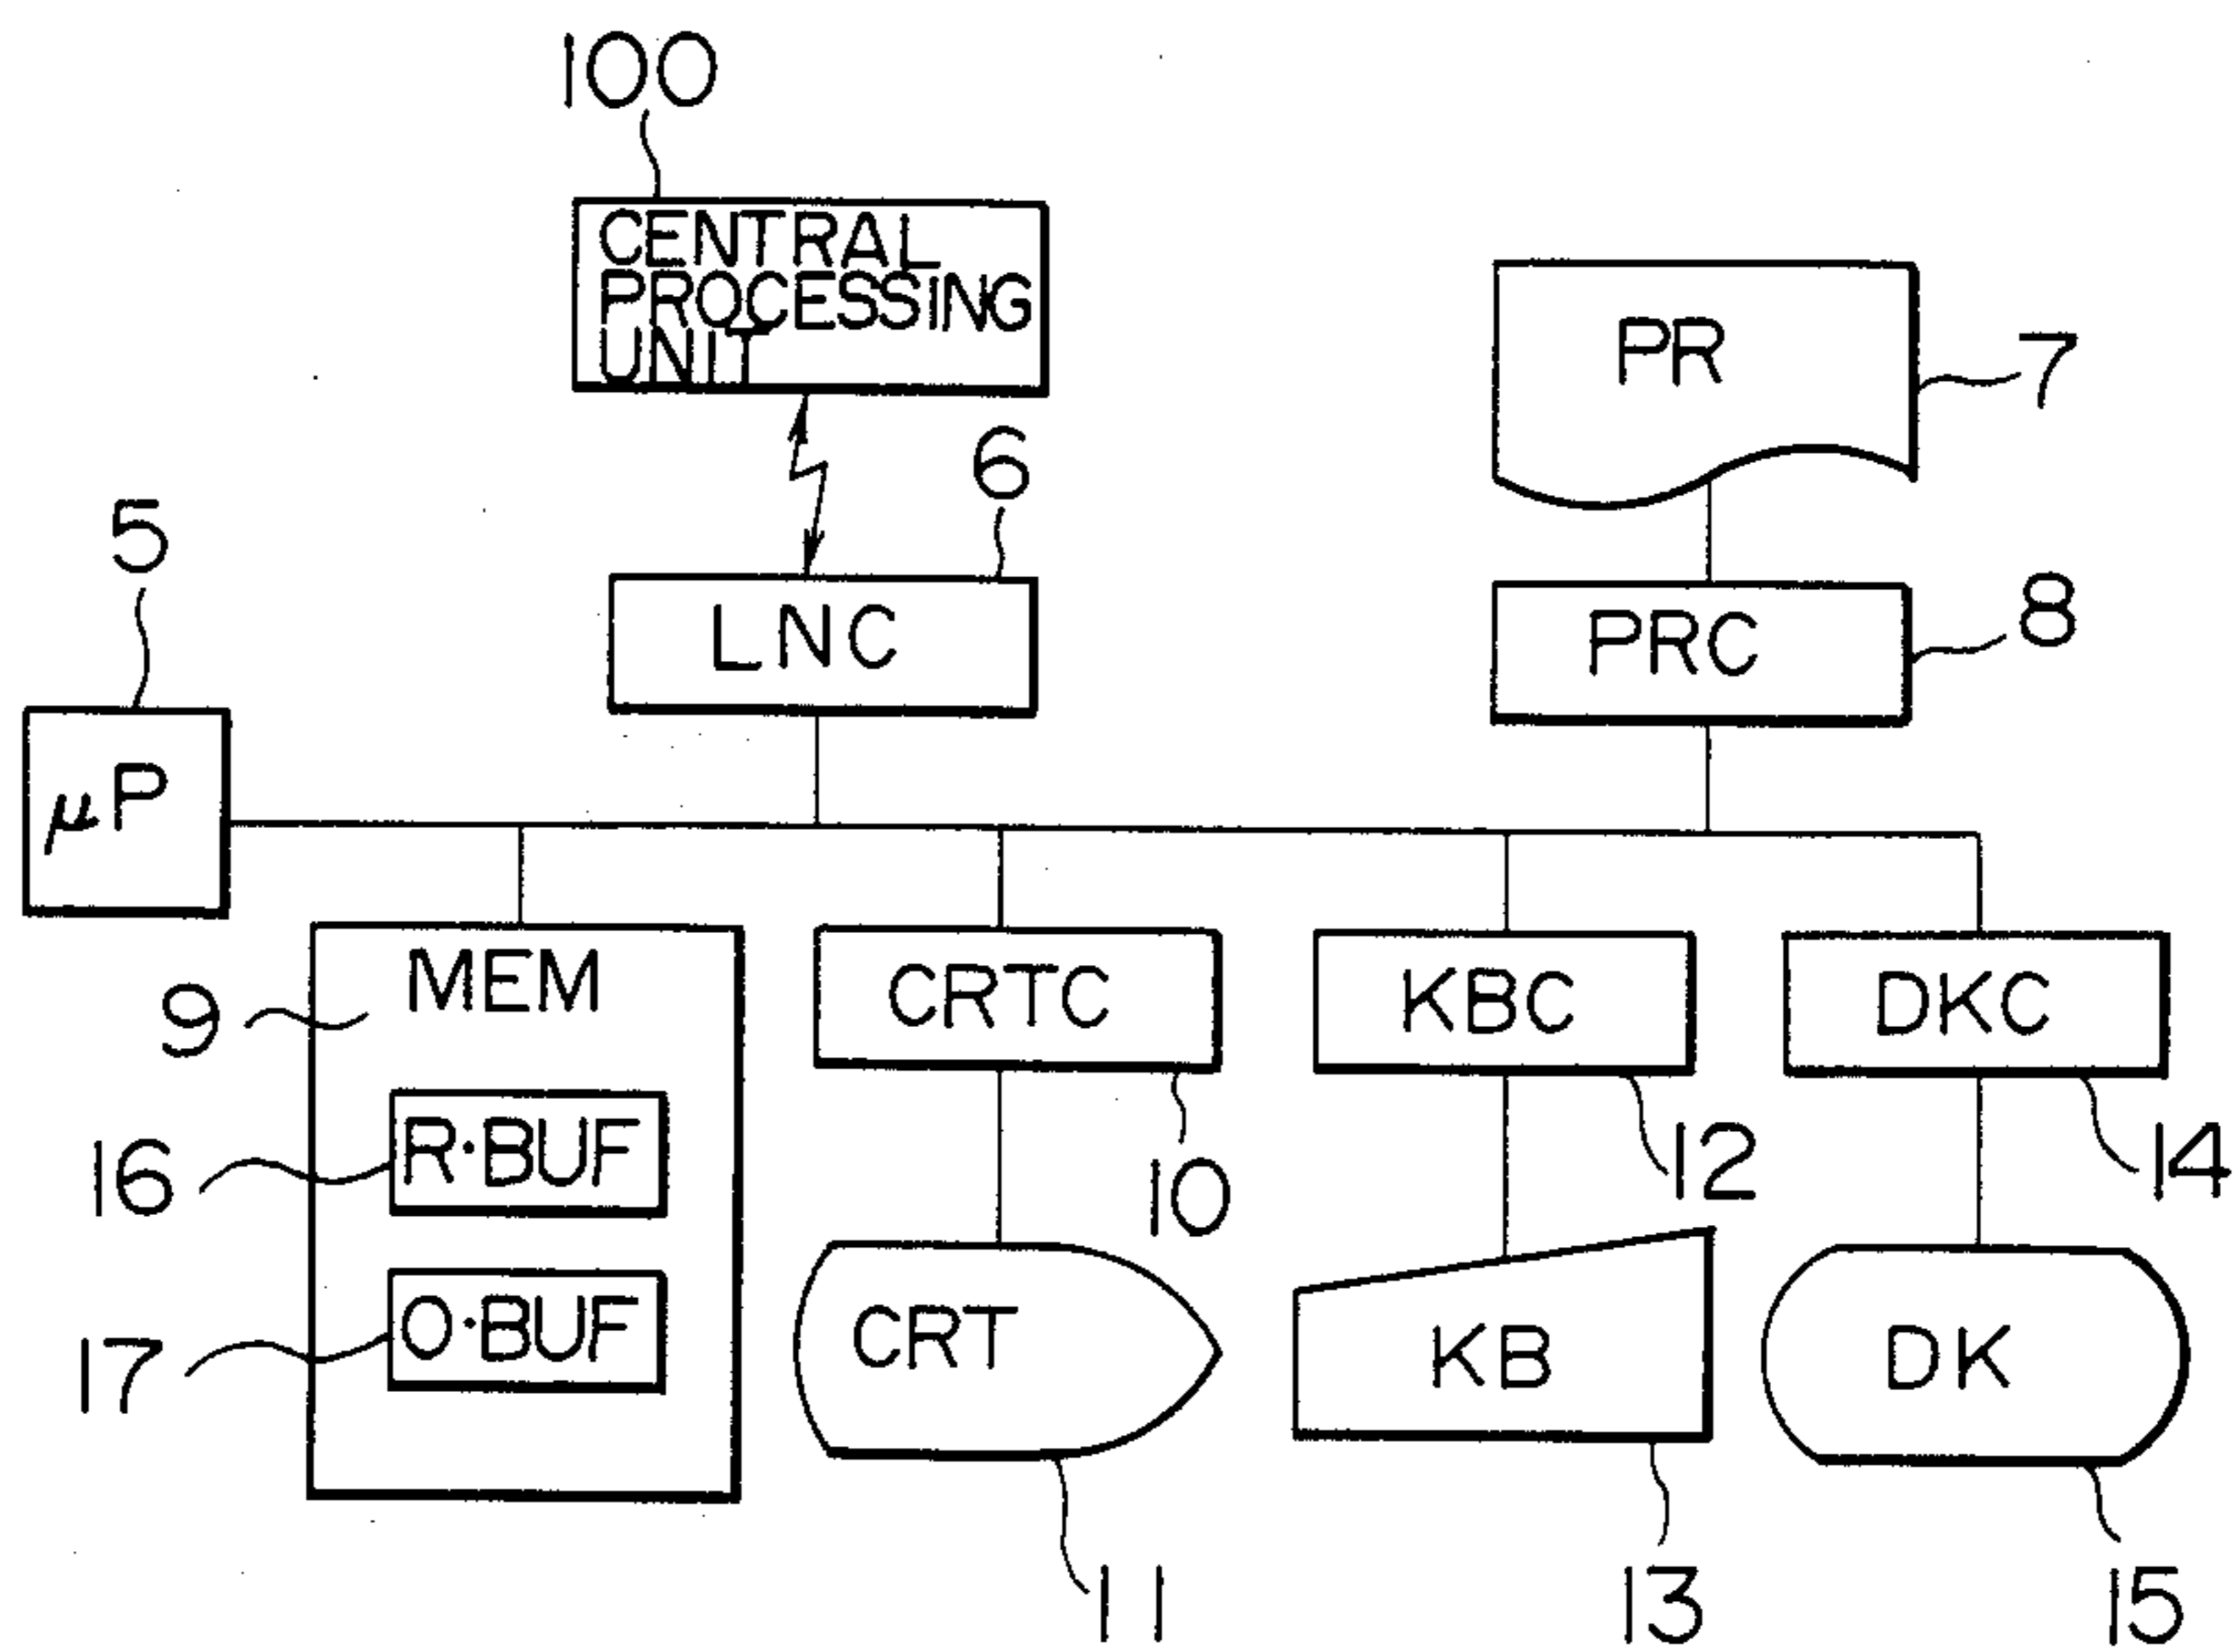 100
CENTRAL
PROCESSING
UNIT
PR
7
6
5
LNC
PRC
8
μP
MEM
CRTC
KBC
DKC
9
R·BUF
16
10
12
14
O·BUF
17
CRT
KB
DK
11
13
15